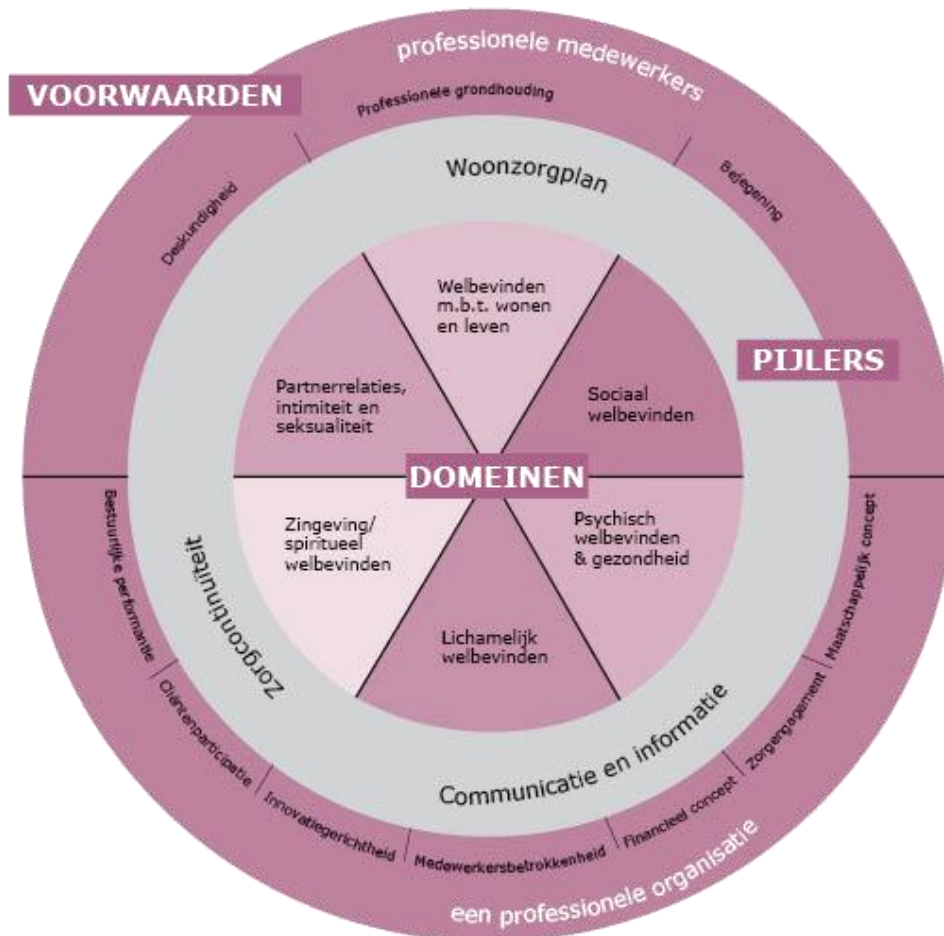 VOORWAARDEN
professionele medewerkers
Deskundigheid
Professionele grondhouding
Bejegening
Woonzorgplan
PIJLERS
Welbevinden
m.b.t. wonen
en leven
Partnerrelaties,
intimiteit en
seksualiteit
Sociaal
welbevinden
DOMEINEN
Zingeving/
spiritueel
welbevinden
Psychisch
welbevinden
& gezondheid
Lichamelijk
welbevinden
Zorgcontinuiteit
Communicatie en informatie
Bestuurlijke performantie
Cliëntenparticipatie
Innovatiegerichtheid
Medewerkersbetrokkenheid
Financieel concept
Zorgengagement
Maatschappelijk concept
een professionele organisatie